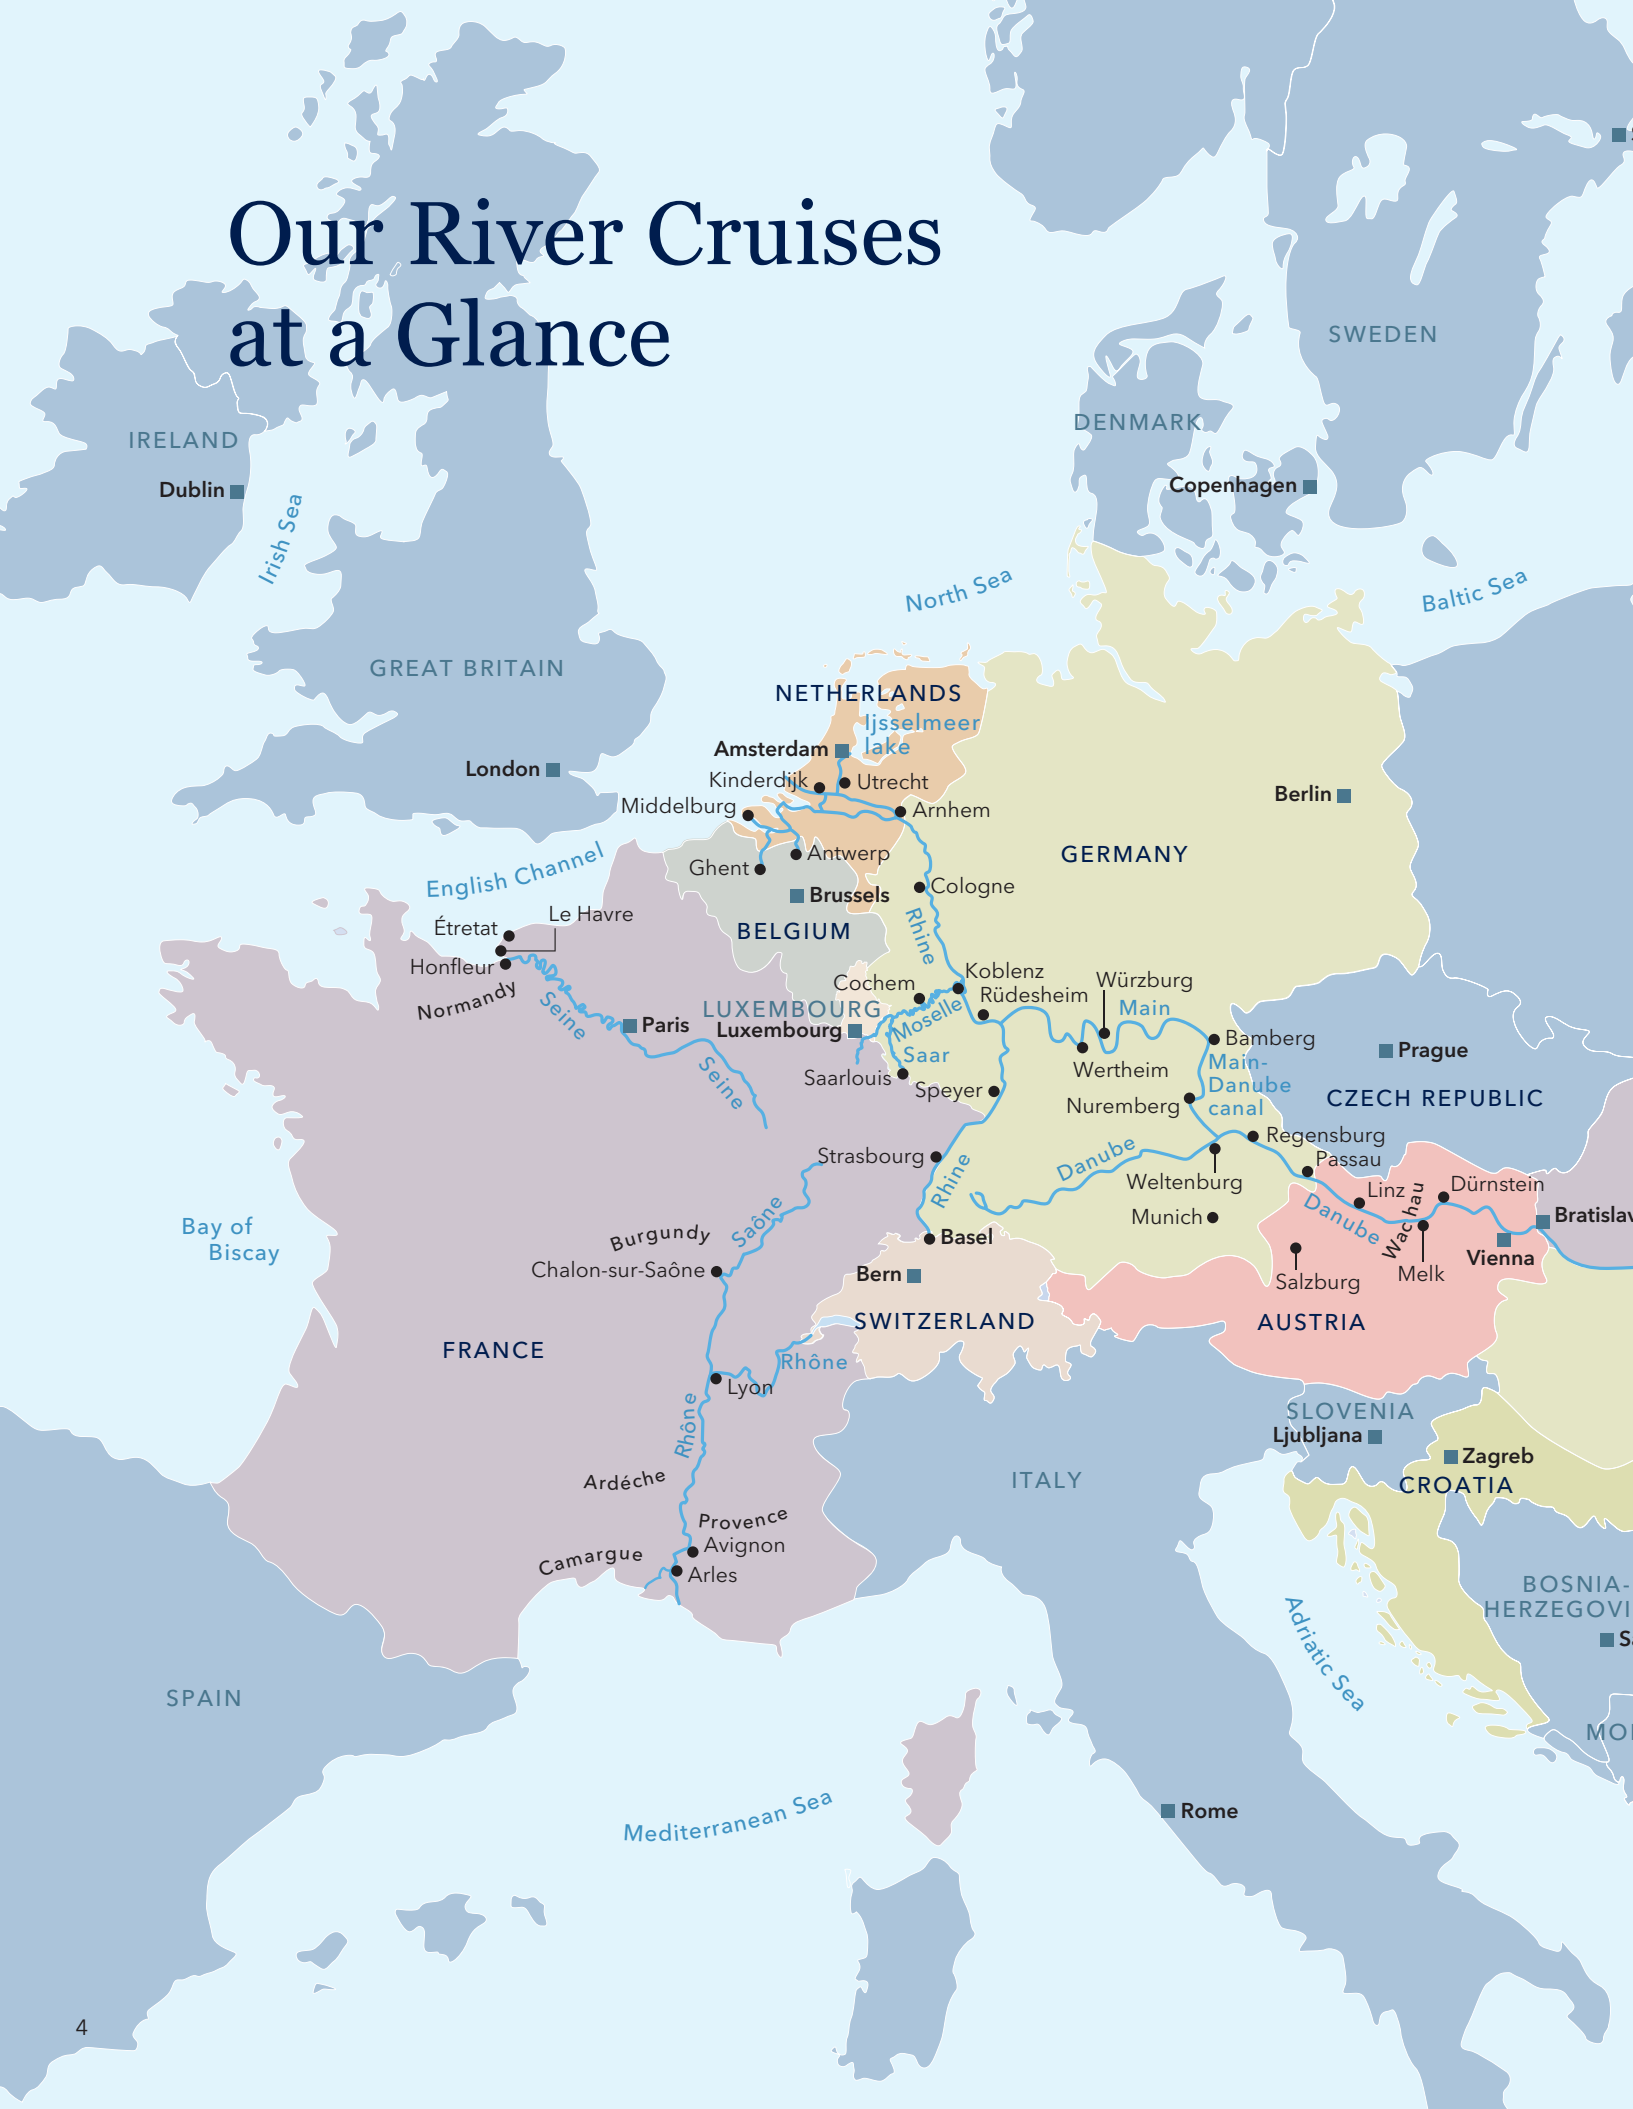 Our River Cruises
at a Glance
SWEDEN
DENMARK
Copenhagen
IRELAND
Dublin
Irish Sea
North Sea
Baltic Sea
GREAT BRITAIN
London
NETHERLANDS
Ijsselmeer
lake
Amsterdam
Kinderdijk
Utrecht
Middelburg
Arnhem
Berlin
GERMANY
English Channel
Ghent
Antwerp
Brussels
BELGIUM
Cologne
Rhine
Étretat
Le Havre
Honfleur
Normandy
Seine
Paris
Seine
LUXEMBOURG
Luxembourg
Cochem
Koblenz
Rüdesheim
Moselle
Saar
Saarlouis
Speyer
Würzburg
Main
Wertheim
Bamberg
Main-
Danube
canal
Nuremberg
Prague
CZECH REPUBLIC
Regensburg
Passau
Danube
Weltenburg
Munich
Strasbourg
Rhine
Basel
Bern
SWITZERLAND
Linz
Wachau
Dürnstein
Danube
Bratislav
Vienna
Melk
Salzburg
AUSTRIA
Bay of
Biscay
Burgundy
Saône
Chalon-sur-Saône
FRANCE
Rhône
Lyon
Rhône
Ardéche
Provence
Avignon
Camargue
Arles
SLOVENIA
Ljubljana
Zagreb
CROATIA
ITALY
BOSNIA-
HERZEGOVI
Sa
Adriatic Sea
MO
SPAIN
Mediterranean Sea
Rome
4